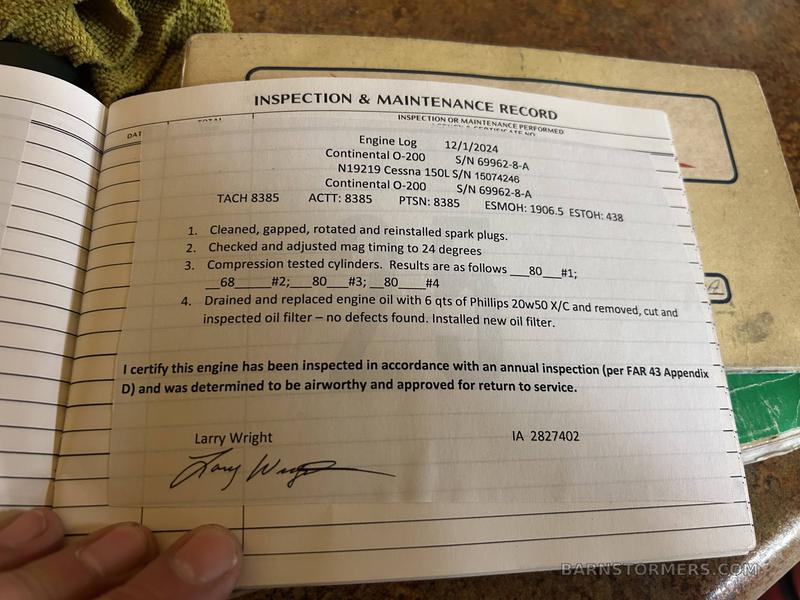 INSPECTION & MAINTENANCE RECORD
INSPECTION OR MAINTENANCE PERFORMED
Engine Log 12/1/2024
Continental O-200 S/N 69962-8-A
N19219 Cessna 150L S/N 15074246
Continental O-200 S/N 69962-8-A
TACH 8385 ACTT: 8385 PTSN: 8385 ESMOH: 1906.5 ESTOH: 438
1. Cleaned, gapped, rotated and reinstalled spark plugs.
2. Checked and adjusted mag timing to 24 degrees
3. Compression tested cylinders. Results are as follows ___80___#1;
__68_____#2;___80___#3; __80____#4
4. Drained and replaced engine oil with 6 qts of Phillips 20w50 X/C and removed, cut and
inspected oil filter – no defects found. Installed new oil filter.
I certify this engine has been inspected in accordance with an annual inspection (per FAR 43 Appendix
D) and was determined to be airworthy and approved for return to service.
Larry Wright IA 2827402
Larry Wright
BARNSTORMERS.COM